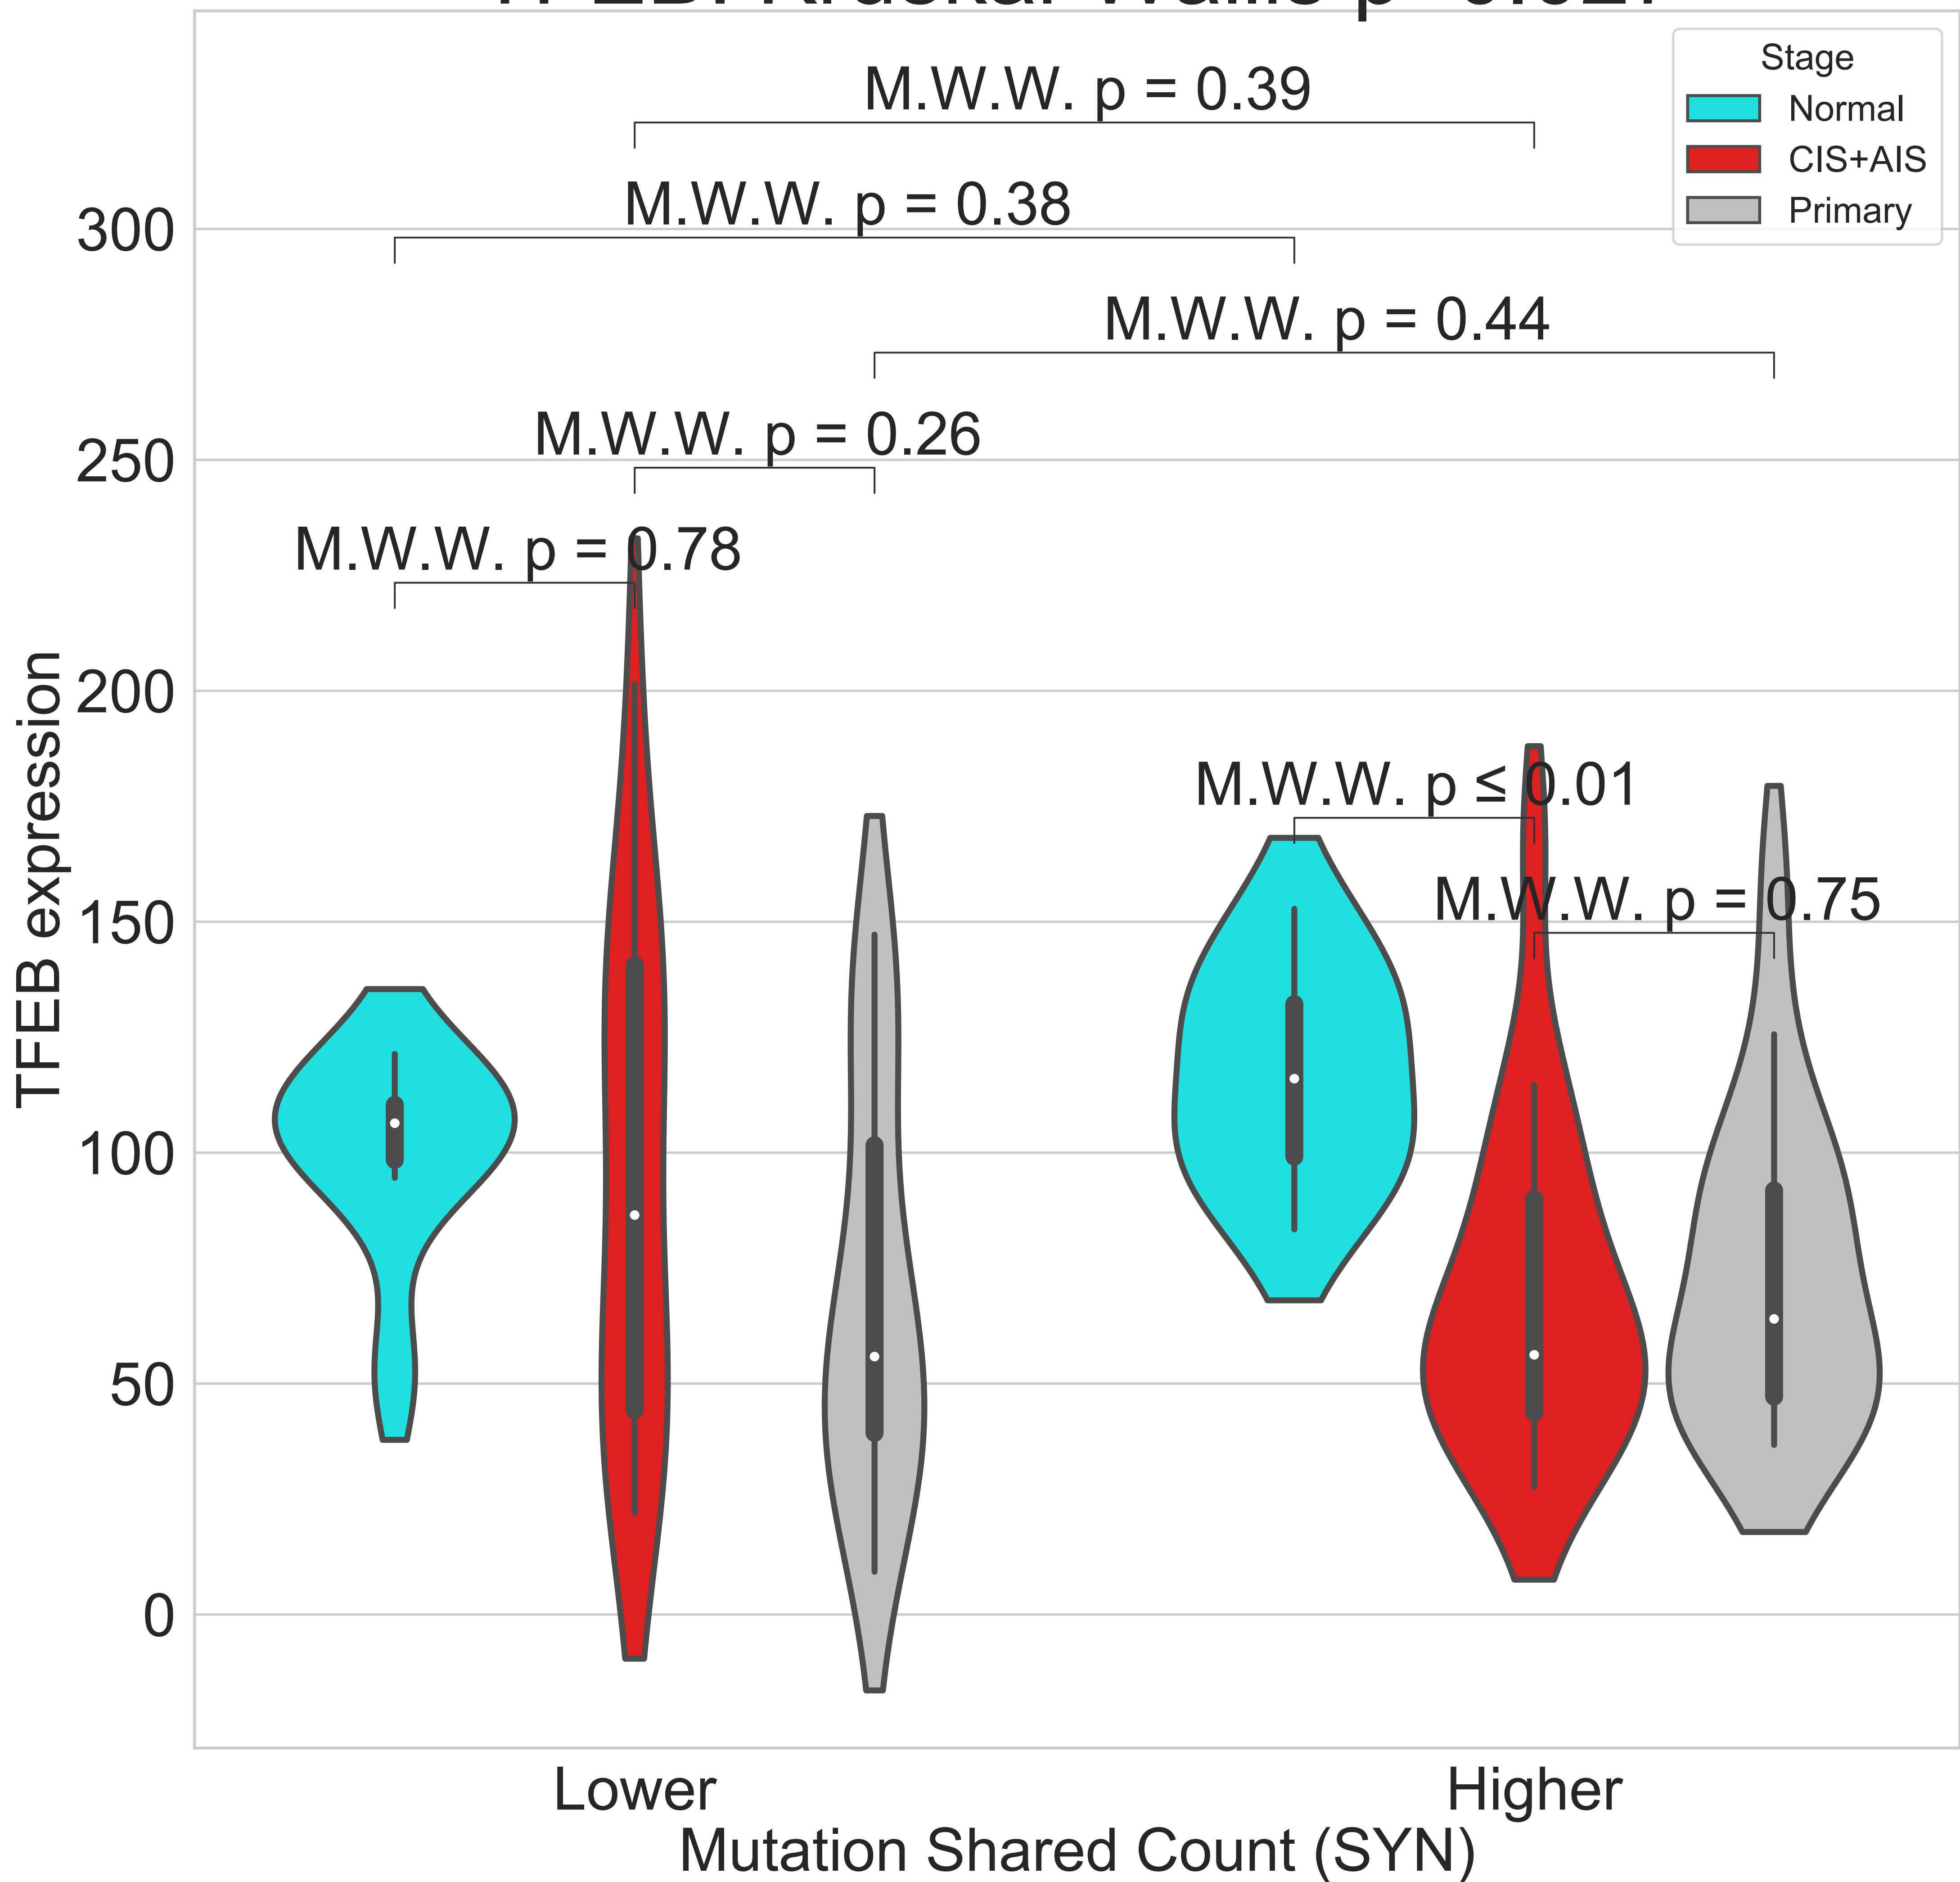 Stage
Normal
CIS+AIS
Primary
M.W.W. p = 0.39
M.W.W. p = 0.38
M.W.W. p = 0.44
M.W.W. p = 0.26
M.W.W. p = 0.78
M.W.W. p ≤ 0.01
M.W.W. p = 0.75
300
250
200
150
100
50
0
TFEB expression
Lower
Higher
Mutation Shared Count (SYN)